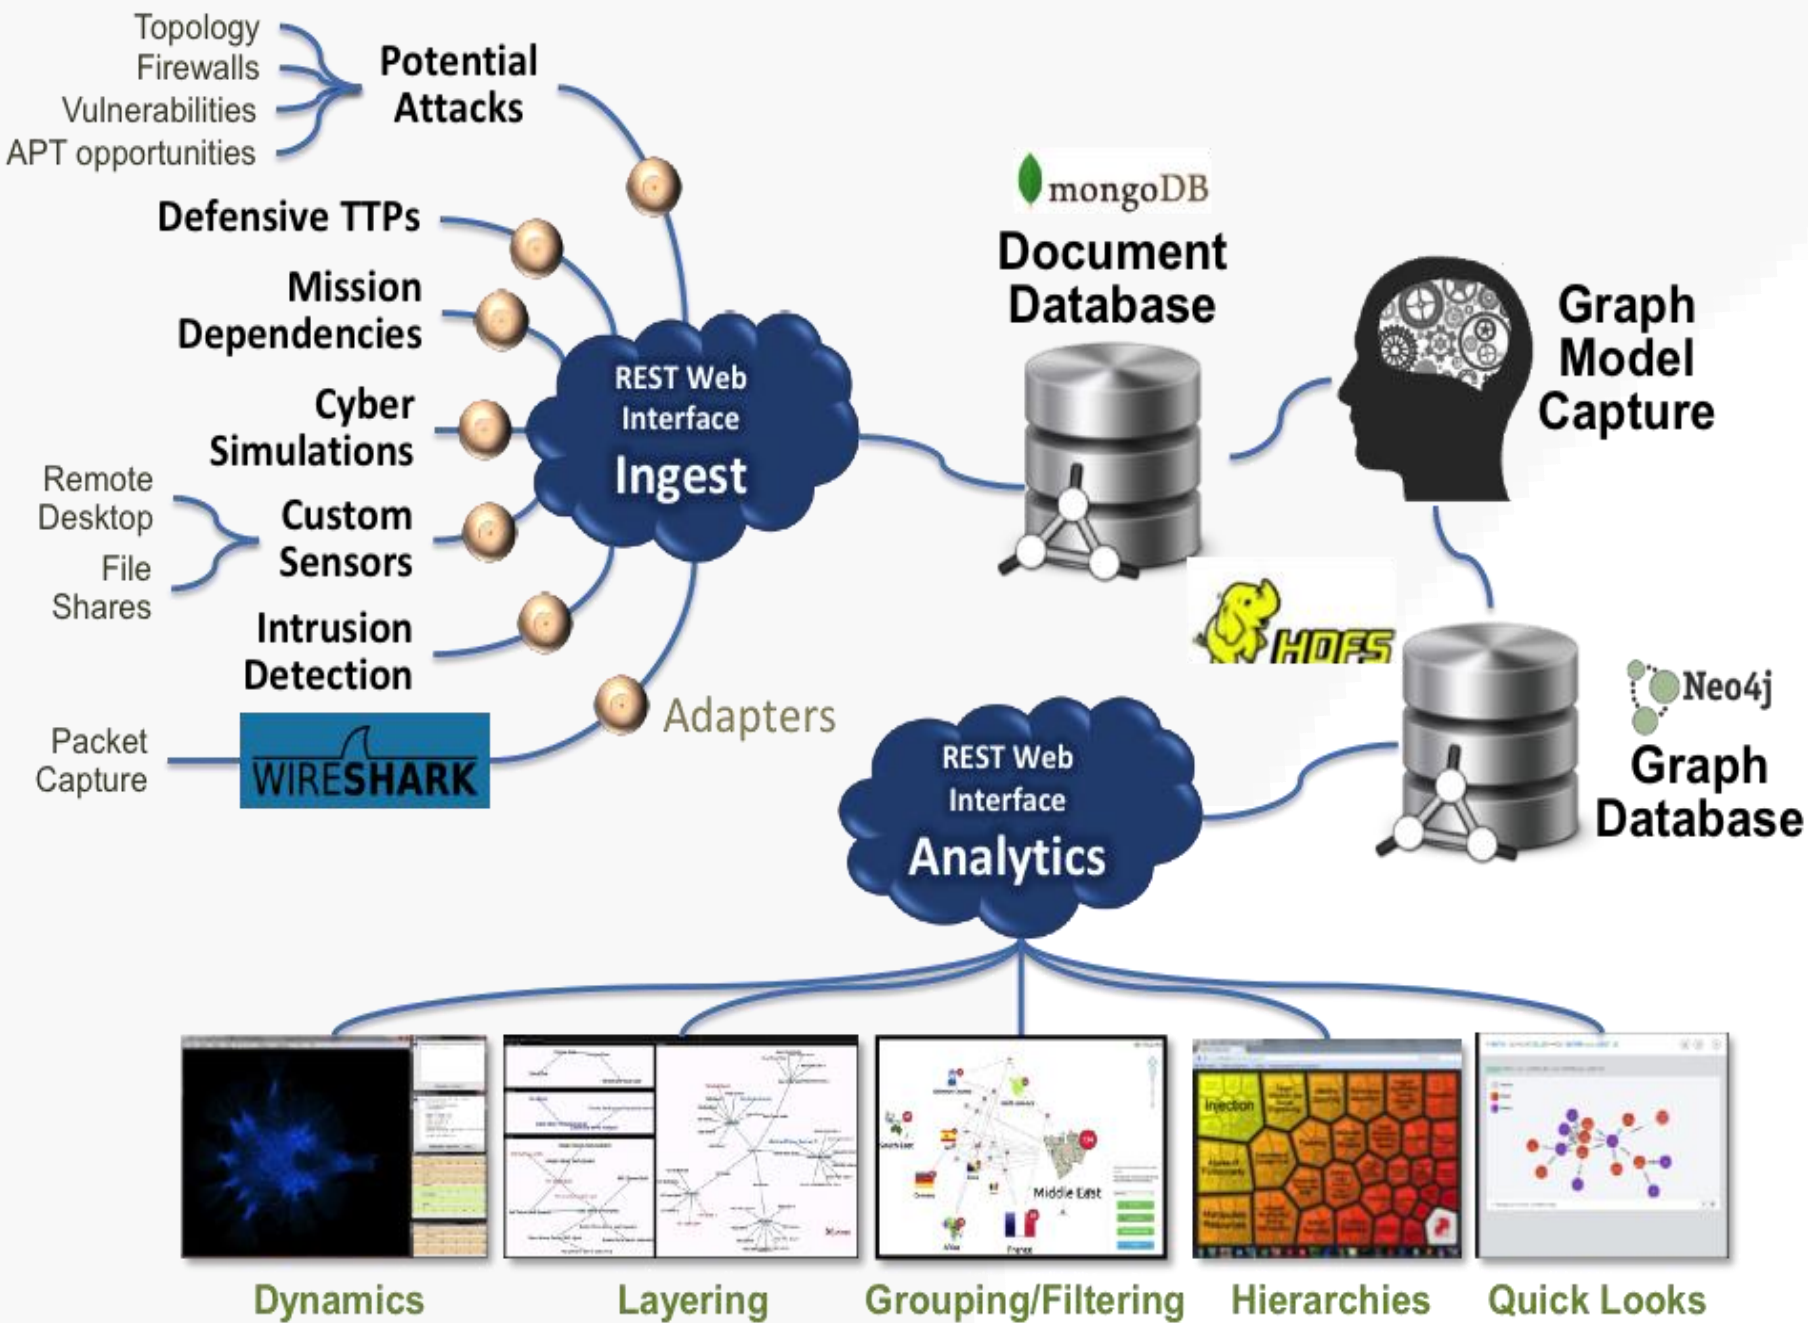 Topology
Firewalls
Vulnerabilities
APT opportunities
Potential
Attacks
Defensive TTPs
Mission
Dependencies
Cyber
Simulations
Remote
Desktop
File
Shares
Custom
Sensors
Intrusion
Detection
Packet
Capture
WIRESHARK
Adapters
REST Web
Interface
Ingest
mongoDB
Document
Database
Graph
Model
Capture
HDFS
Neo4j
Graph
Database
REST Web
Interface
Analytics
Middle East
France
Injection
Dynamics
Layering
Grouping/Filtering
Hierarchies
Quick Looks